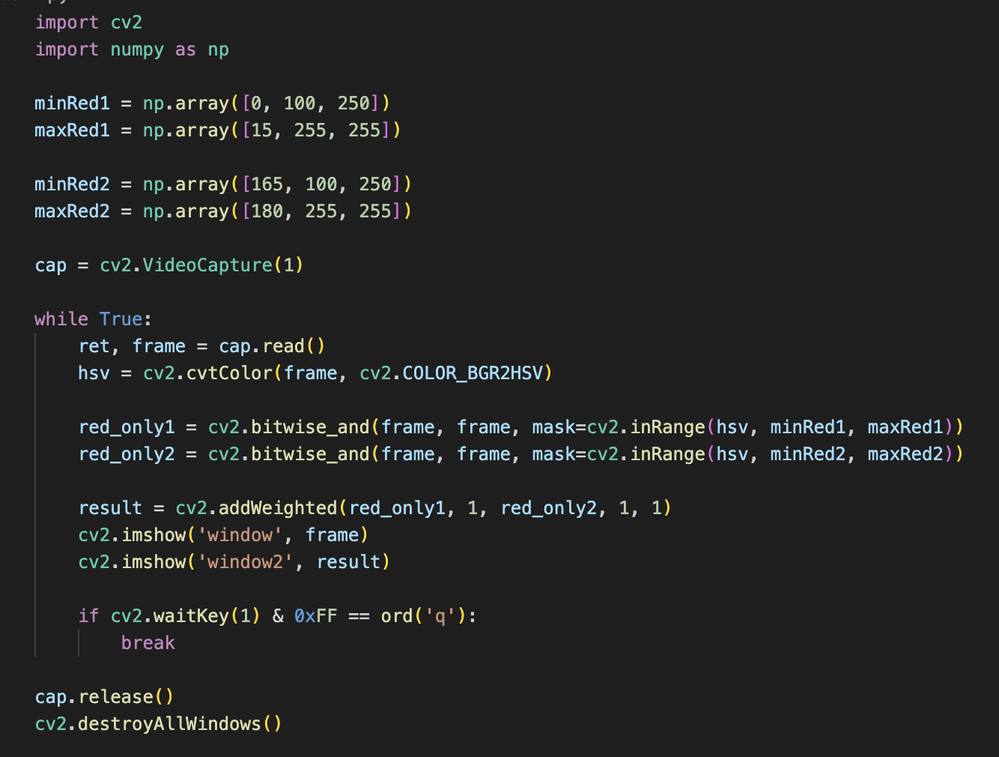 import cv2
import numpy as np
minRed1 = np.array([0, 100, 250])
maxRed1 = np.array([15, 255, 255])
minRed2 = np.array([165, 100, 250])
maxRed2 = np.array([180, 255, 255])
cap = cv2.VideoCapture(1)
while True:
ret, frame = cap.read()
hsv = cv2.cvtColor(frame, cv2.COLOR_BGR2HSV)
red_only1 = cv2.bitwise_and(frame, frame, mask=cv2.inRange(hsv, minRed1, maxRed1))
red_only2 = cv2.bitwise_and(frame, frame, mask=cv2.inRange(hsv, minRed2, maxRed2))
result = cv2.addWeighted(red_only1, 1, red_only2, 1, 1)
cv2.imshow('window', frame)
cv2.imshow('window2', result)
if cv2.waitKey(1) & 0xFF == ord('q'):
break
cap.release()
cv2.destroyAllWindows()